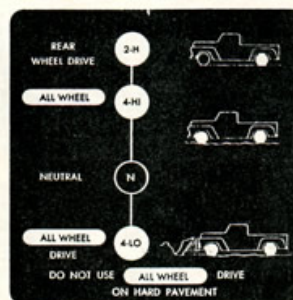 REAR 2-H
WHEEL DRIVE
ALL WHEEL 4-HI
NEUTRAL N
ALL WHEEL 4-LO
DRIVE
DO NOT USE ALL WHEEL DRIVE
ON HARD PAVEMENT